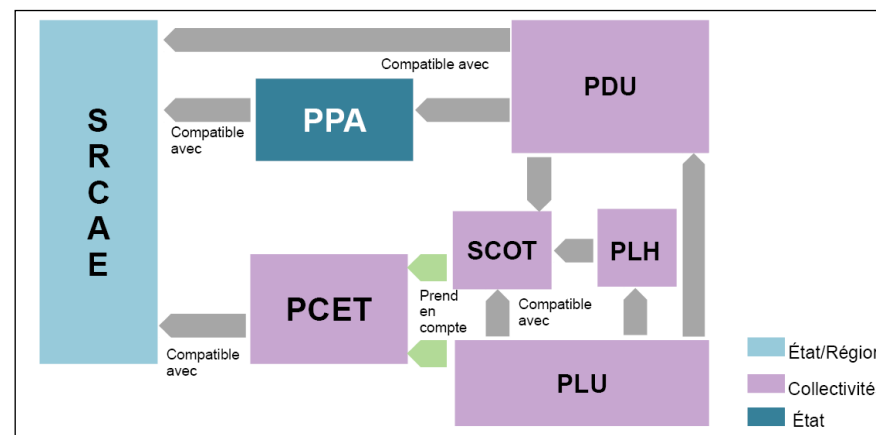 S
R
C
A
E
Compatible avec
PDU
PPA
Compatible
avec
SCOT
PLH
Prend
en
compte
Compatible
avec
PCET
Compatible
avec
PLU
État/Région
Collectivité
État